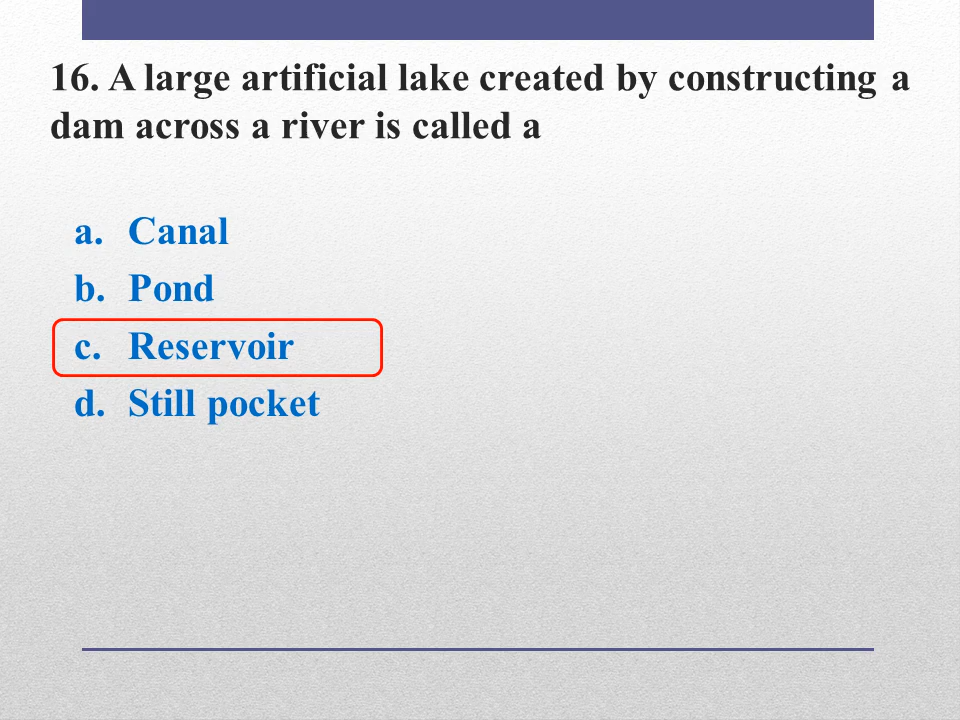 16. A large artificial lake created by constructing a
dam across a river is called a
a. Canal
b. Pond
c. Reservoir
d. Still pocket